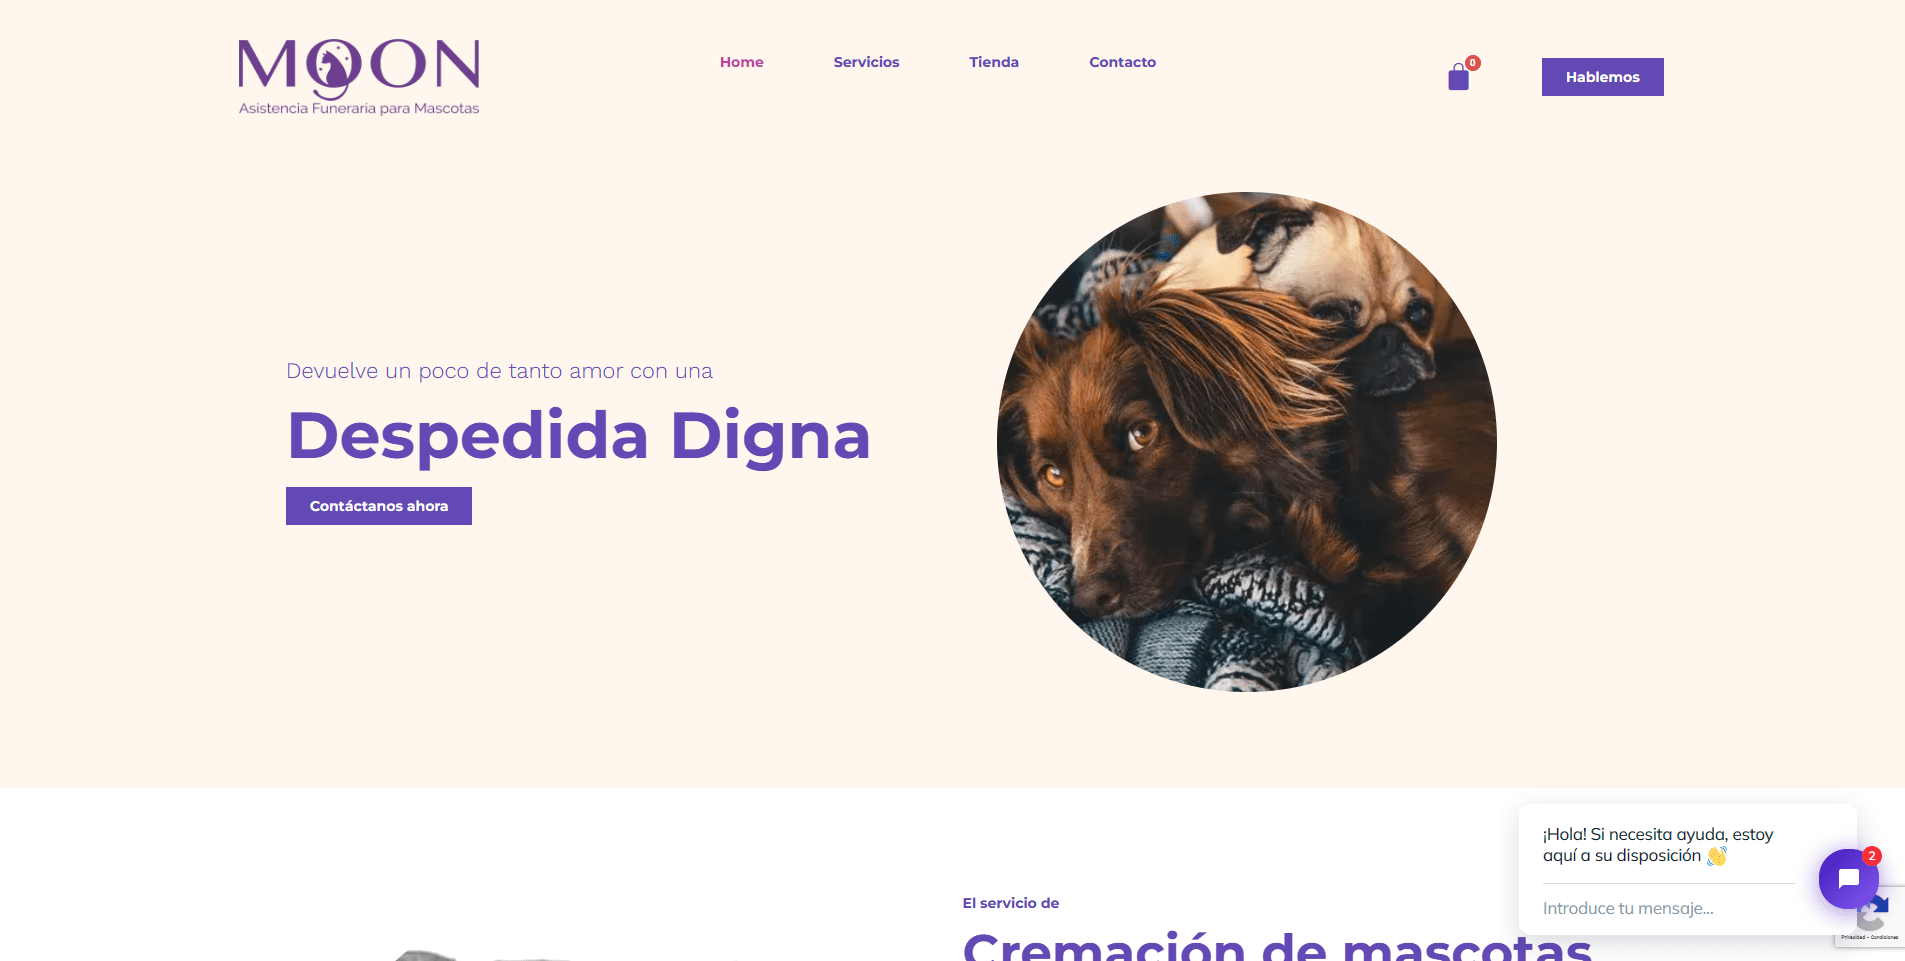 MOON
Asistencia Funeraria para Mascotas
Home
Servicios
Tienda
Contacto
0
Hablemos
Devuelve un poco de tanto amor con una
Despedida Digna
Contáctanos ahora
El servicio de
Cremación de mascotas
¡Hola! Si necesita ayuda, estoy
aquí a su disposición 👋
2
Introduce tu mensaje...
Privacidad - Condiciones